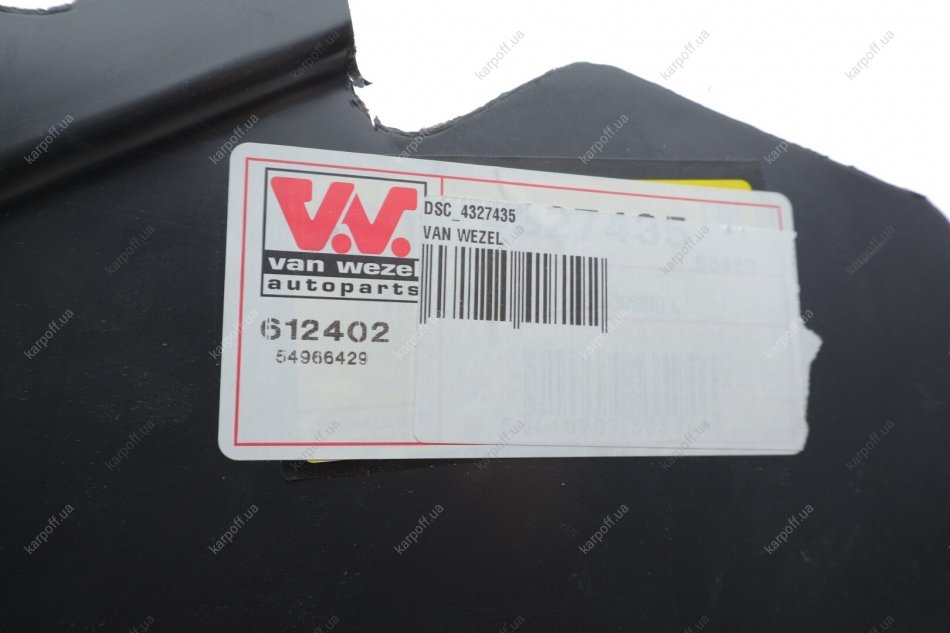 V.W.
van wezel
autoparts
612402
54966429
DSC_4327435
VAN WEZEL
karpoff.ua